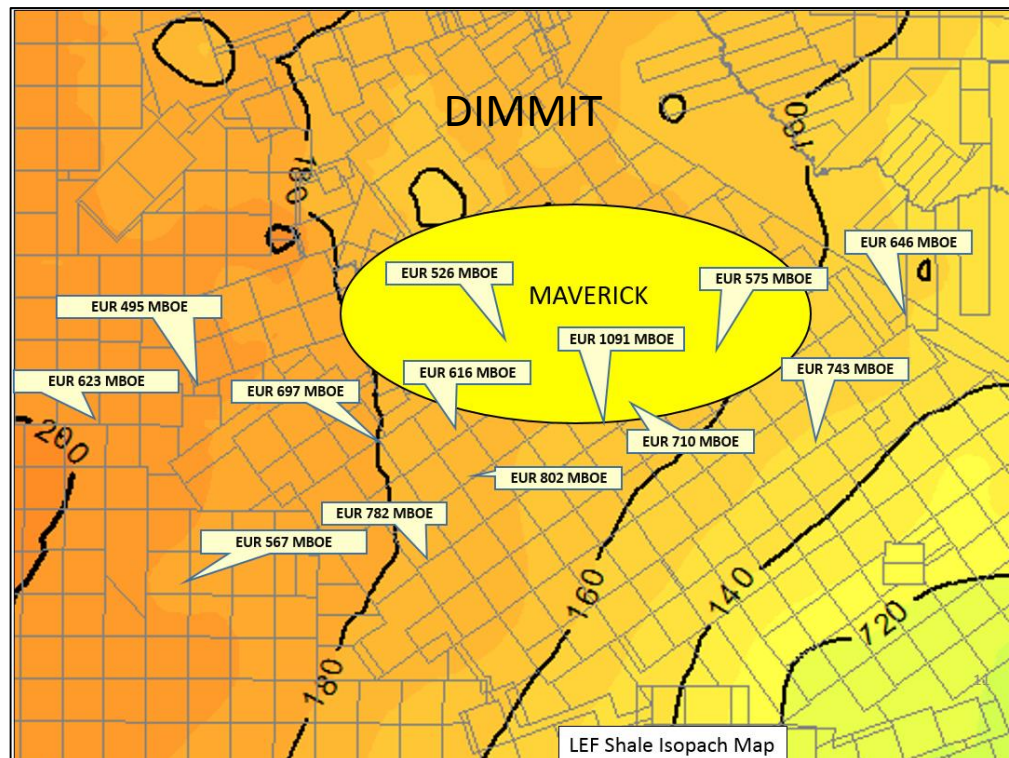 DIMMIT
160
180
EUR 646 MBOE
EUR 526 MBOE
EUR 575 MBOE
MAVERICK
EUR 495 MBOE
EUR 1091 MBOE
EUR 616 MBOE
EUR 743 MBOE
EUR 623 MBOE
EUR 697 MBOE
200
EUR 710 MBOE
EUR 802 MBOE
EUR 782 MBOE
EUR 567 MBOE
160
140
120
180
11
LEF Shale Isopach Map